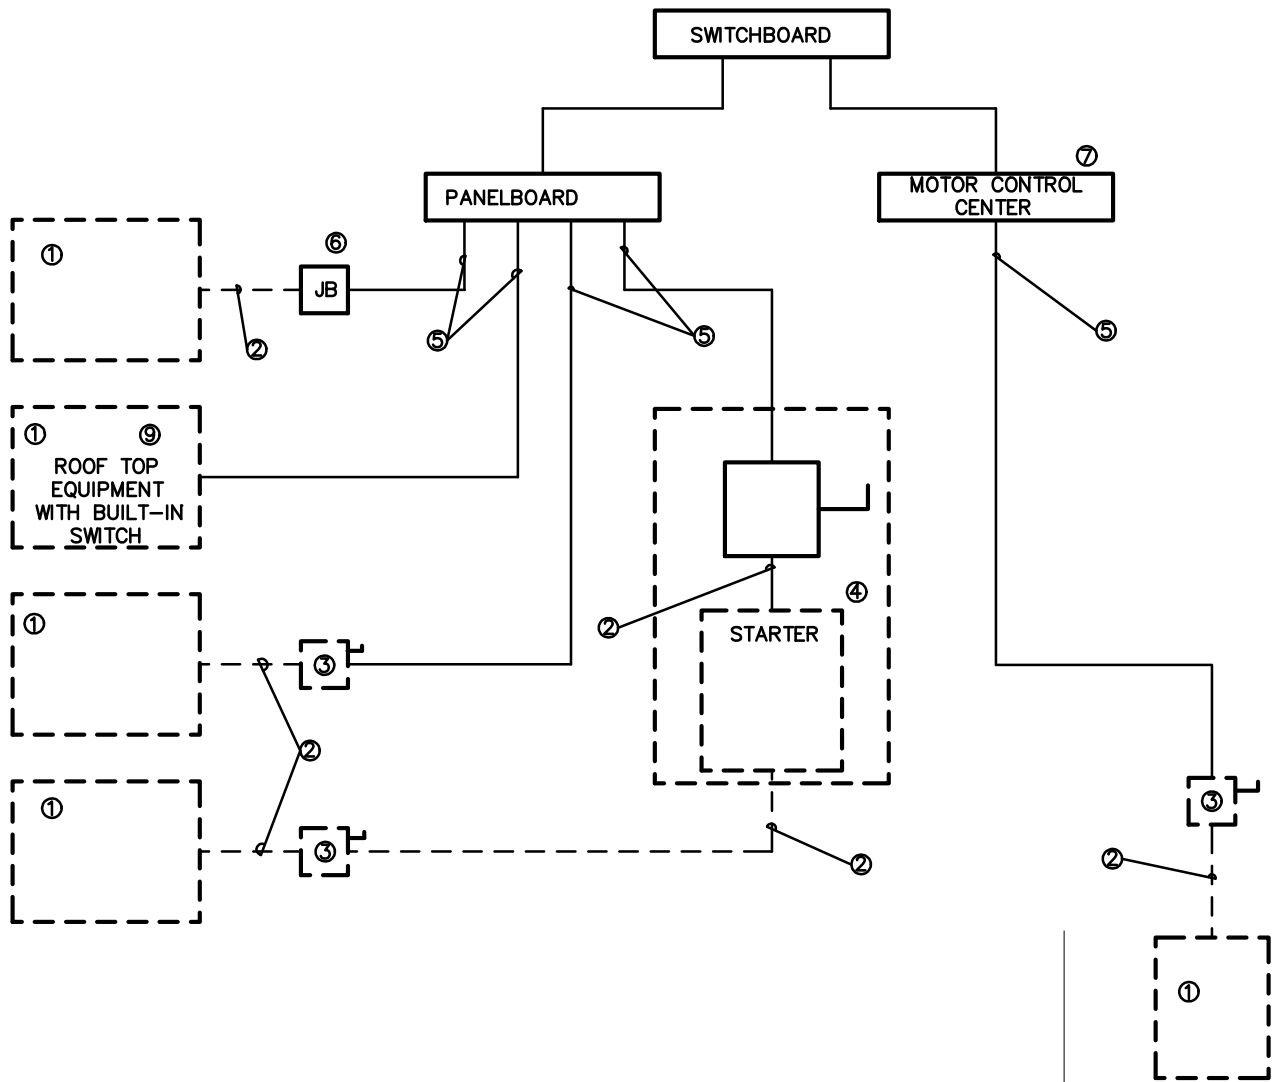 SWITCHBOARD
⑦
PANELBOARD
MOTOR CONTROL
CENTER
①
⑥
JB
②
⑤
⑤
⑤
① ⑨
ROOF TOP
EQUIPMENT
WITH BUILT-IN
SWITCH
④
①
②
STARTER
③
②
①
③
②
③
②
①